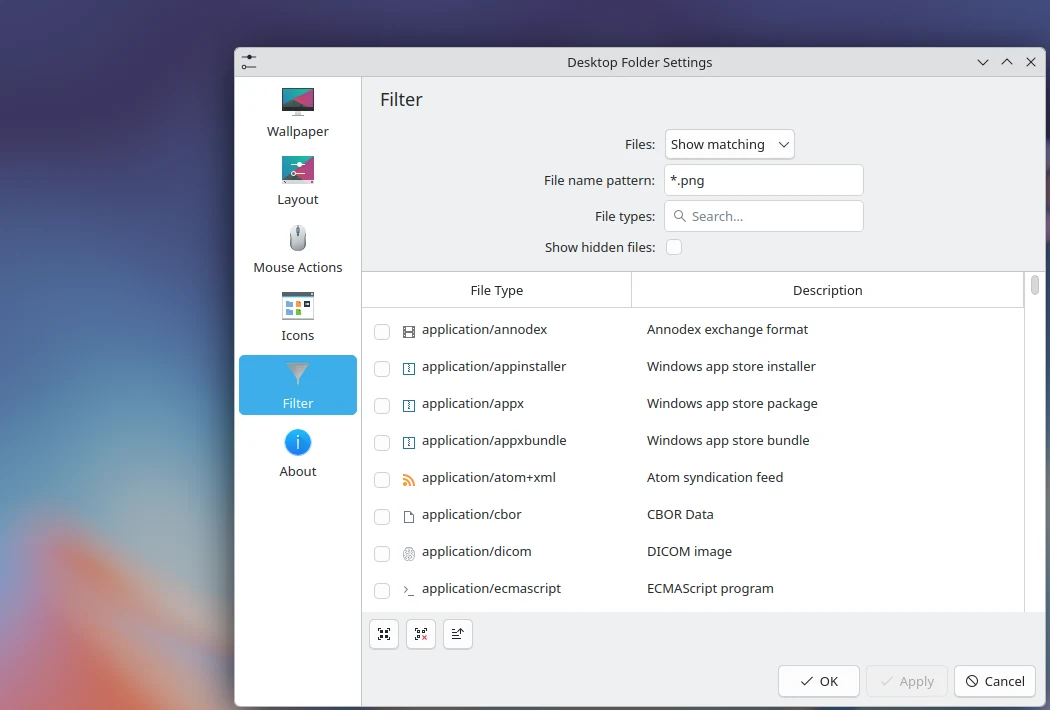 Desktop Folder Settings
Wallpaper
Layout
Mouse Actions
Icons
Filter
About
Filter
Files: Show matching
File name pattern: *.png
File types: Search...
Show hidden files:
File Type Description
application/annodex Annodex exchange format
application/appinstaller Windows app store installer
application/appx Windows app store package
application/appxbundle Windows app store bundle
application/atom+xml Atom syndication feed
application/cbor CBOR Data
application/dicom DICOM image
application/ecmascript ECMAScript program
OK Apply Cancel